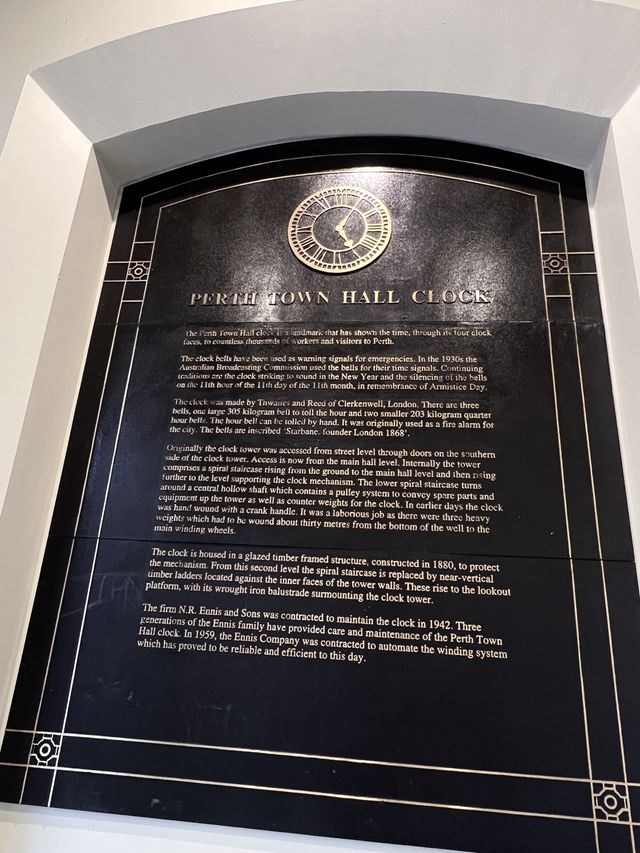 PERTH TOWN HALL CLOCK
The Perth Town Hall clock is a landmark that has shown the time, through its four clock
faces, to countless thousands of workers and visitors to Perth.
The clock bells have been used as warning signals for emergencies. In the 1930s the
Australian Broadcasting Commission used the bells for their time signals. Continuing
traditions are the clock striking to sound in the New Year and the silencing of the bells
on the 11th hour of the 11th day of the 11th month, in remembrance of Armistice Day.
The clock was made by Thwaites and Reed of Clerkenwell, London. There are three
bells, one large 305 kilogram bell to toll the hour and two smaller 203 kilogram quarter
hour bells. The hour bell can be tolled by hand. It was originally used as a fire alarm for
the city. The bells are inscribed 'Starbane, founder London 1868'.
Originally the clock tower was accessed from street level through doors on the southern
side of the clock tower. Access is now from the main hall level. Internally the tower
comprises a spiral staircase rising from the ground to the main hall level and then rising
further to the level supporting the clock mechanism. The lower spiral staircase turns
around a central hollow shaft which contains a pulley system to convey spare parts and
equipment up the tower as well as counter weights for the clock. In earlier days the clock
was hand wound with a crank handle. It was a laborious job as there were three heavy
weights which had to be wound about thirty metres from the bottom of the well to the
main winding wheels.
The clock is housed in a glazed timber framed structure, constructed in 1880, to protect
the mechanism. From this second level the spiral staircase is replaced by near-vertical
timber ladders located against the inner faces of the tower walls. These rise to the lookout
platform, with its wrought iron balustrade surmounting the clock tower.
The firm N.R. Ennis and Sons was contracted to maintain the clock in 1942. Three
generations of the Ennis family have provided care and maintenance of the Perth Town
Hall clock. In 1959, the Ennis Company was contracted to automate the winding system
which has proved to be reliable and efficient to this day.